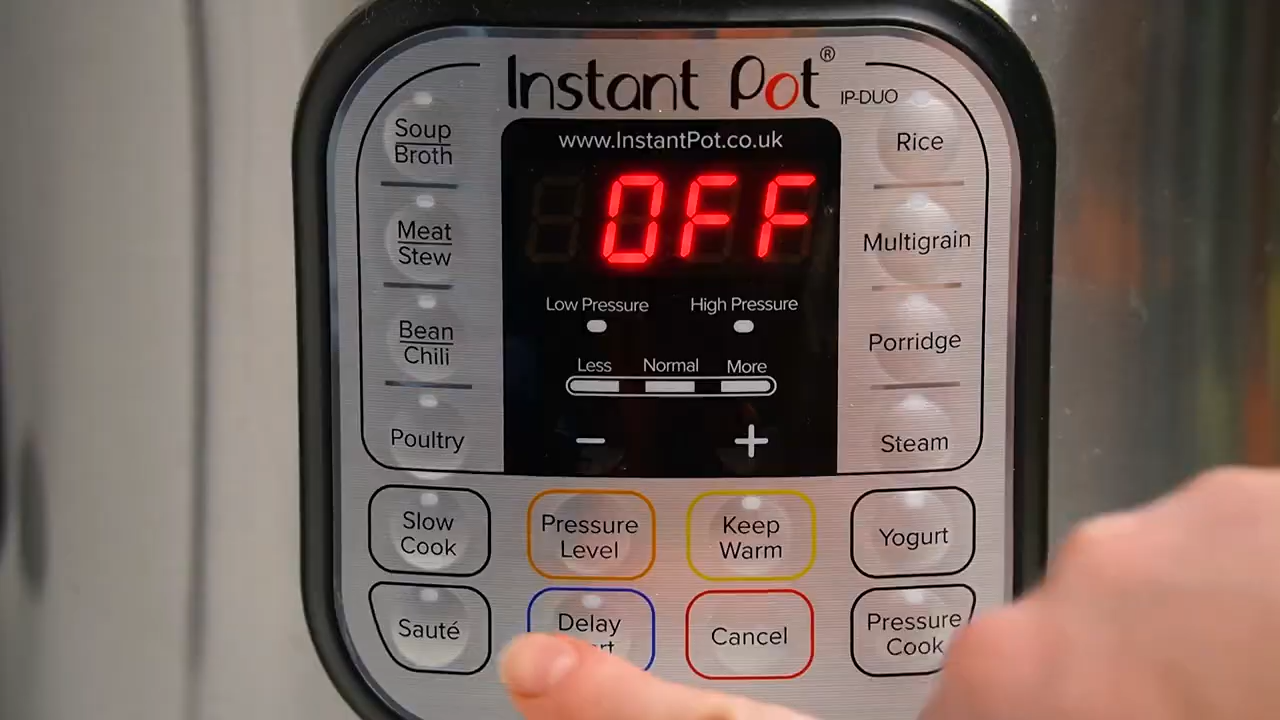 Instant Pot®
IP-DUO
www.InstantPot.co.uk
OFF
Soup
Broth
Meat
Stew
Bean
Chili
Poultry
Low Pressure
High Pressure
Less
Normal
More
−
+
Rice
Multigrain
Porridge
Steam
Slow
Cook
Pressure
Level
Keep
Warm
Yogurt
Sauté
Delay
Cancel
Pressure
Cook